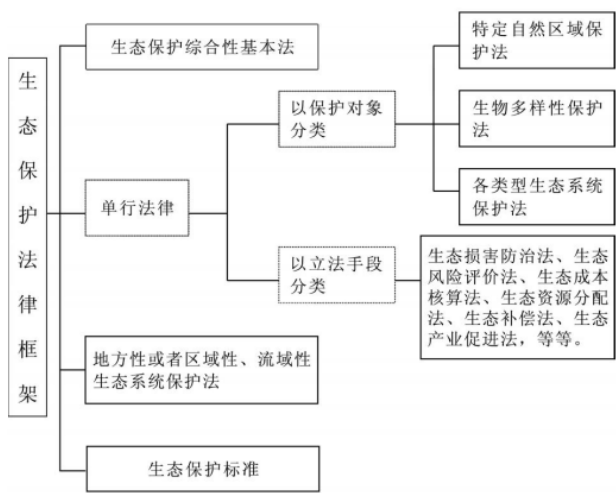 生态保护法律框架
生态保护综合性基本法
单行法律
地方性或者区域性、流域性
生态系统保护法
生态保护标准
以保护对象
分类
以立法手段
分类
特定自然区域保
护法
生物多样性保护
法
各类型生态系统
保护法
生态损害防治法、生态
风险评价法、生态成本
核算法、生态资源分配
法、生态补偿法、生态
产业促进法，等等。